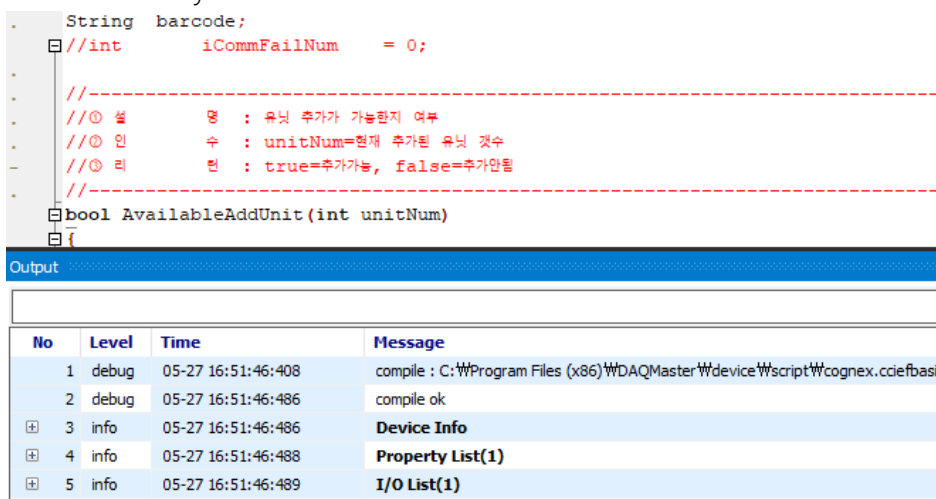 String barcode;
//int iCommFailNum = 0;
//--------------------------------------------------------------------------
//① 설 명 : 유닛 추가가 가능한지 여부
//② 인 수 : unitNum=현재 추가된 유닛 갯수
//③ 리 턴 : true=추가가능, false=추가안됨
//--------------------------------------------------------------------------
bool AvailableAddUnit(int unitNum)
{
Output
No Level Time Message
1 debug 05-27 16:51:46:408 compile : C:₩Program Files (x86)₩DAQMaster₩device₩script₩cognex.cciefbasi
2 debug 05-27 16:51:46:486 compile ok
3 info 05-27 16:51:46:486 Device Info
4 info 05-27 16:51:46:488 Property List(1)
5 info 05-27 16:51:46:489 I/O List(1)